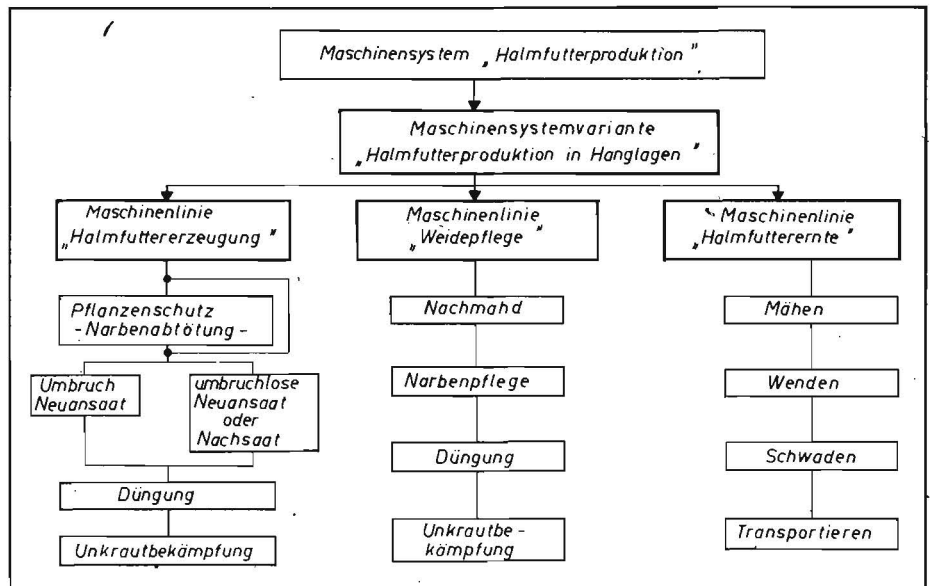 Maschinensystem „Halmfutterproduktion"
Maschinensystemvariante
„Halmfutterproduktion in Hanglagen"
Maschinenlinie
„Halmfuttererzeugung"
Pflanzenschutz
-Narbenabtötung-
Umbruch
Neuansaat
umbruchlose
Neuansaat
oder
Nachsaat
Düngung
Unkrautbekämpfung
Maschinenlinie
„Weidepflege"
Nachmahd
Narbenpflege
Düngung
Unkrautbe-
kämpfung
Maschinenlinie
„Halmfutterernte"
Mähen
Wenden
Schwaden
Transportieren